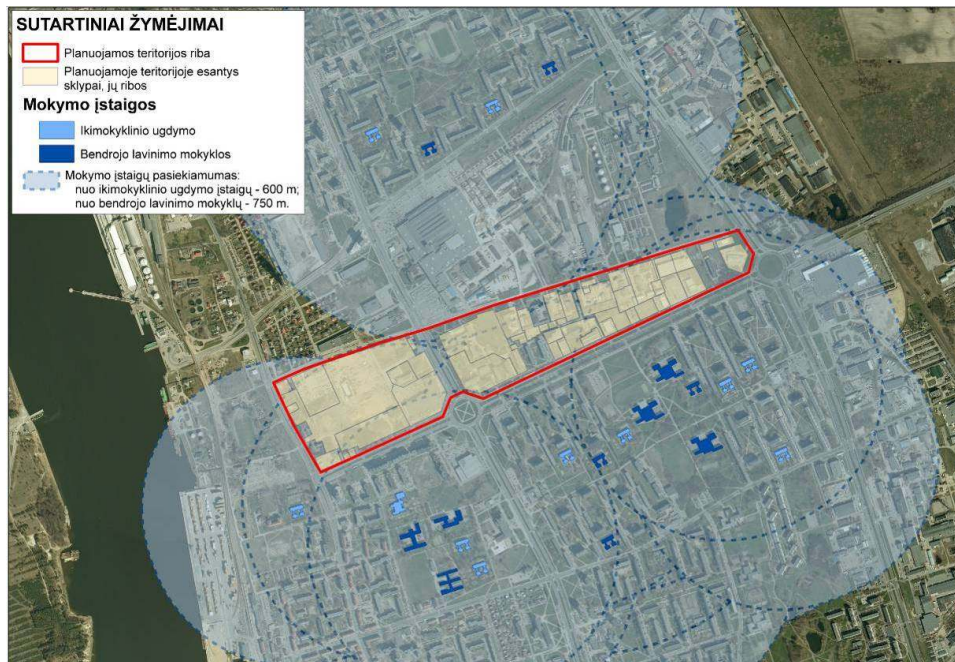 SUTARTINIAI ŽYMĖJIMAI
Planuojamos teritorijos riba
Planuojamoje teritorijoje esantys
sklypai, jų ribos
Mokymo įstaigos
Ikimokyklinio ugdymo
Bendrojo lavinimo mokyklos
Mokymo įstaigų pasiekiamumas:
nuo ikimokyklinio ugdymo įstaigų - 600 m;
nuo bendrojo lavinimo mokyklų - 750 m.